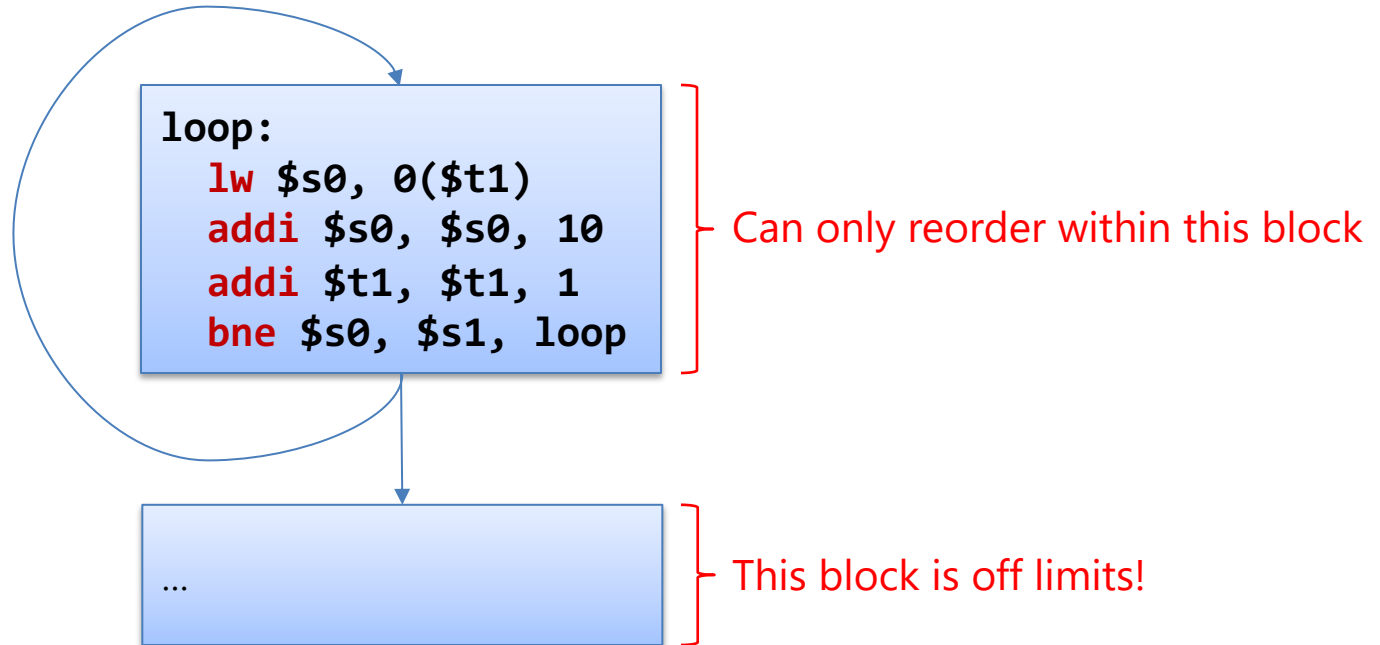 loop:
lw $s0, 0($t1)
addi $s0, $s0, 10
addi $t1, $t1, 1
bne $s0, $s1, loop
Can only reorder within this block
...
This block is off limits!